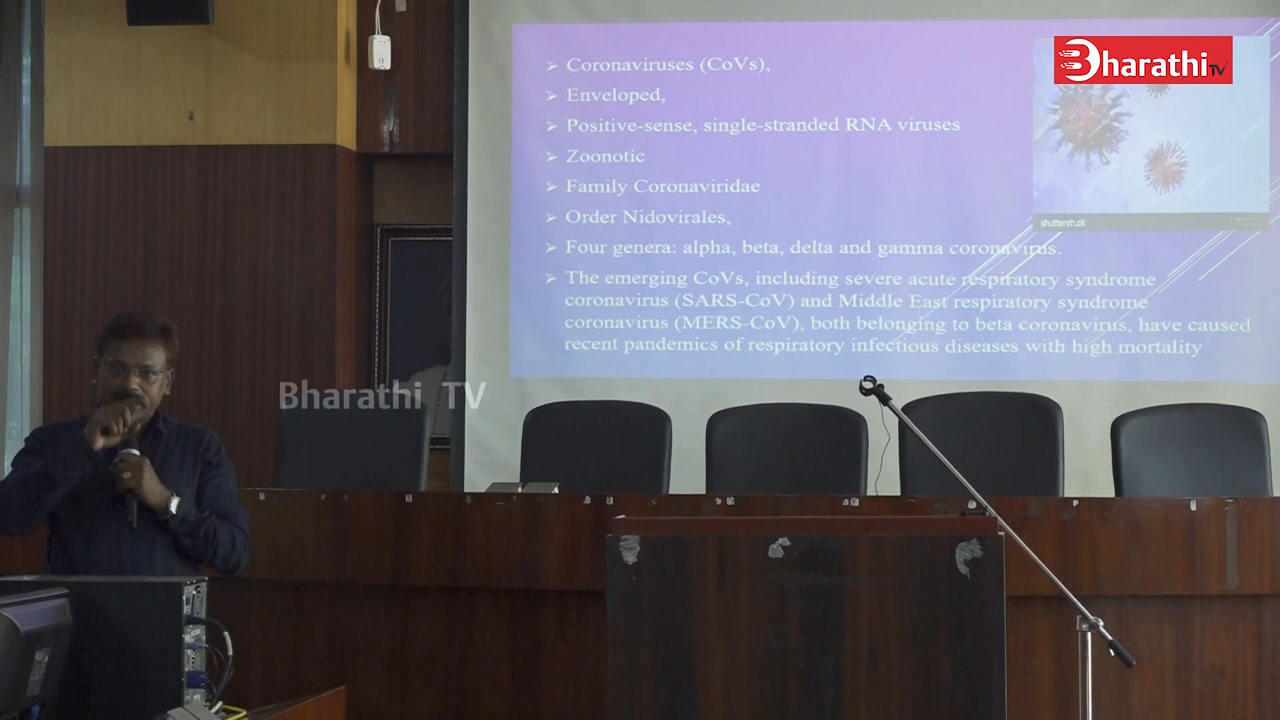 Bharathi TV
➢ Coronaviruses (CoVs),
➢ Enveloped,
➢ Positive-sense, single-stranded RNA viruses
➢ Zoonotic
➢ Family Coronaviridae
➢ Order Nidovirales,
➢ Four genera: alpha, beta, delta and gamma coronavirus.
➢ The emerging CoVs, including severe acute respiratory syndrome
coronavirus (SARS-CoV) and Middle East respiratory syndrome
coronavirus (MERS-CoV), both belonging to beta coronavirus, have caused
recent pandemics of respiratory infectious diseases with high mortality
shutterstock
Bharathi TV